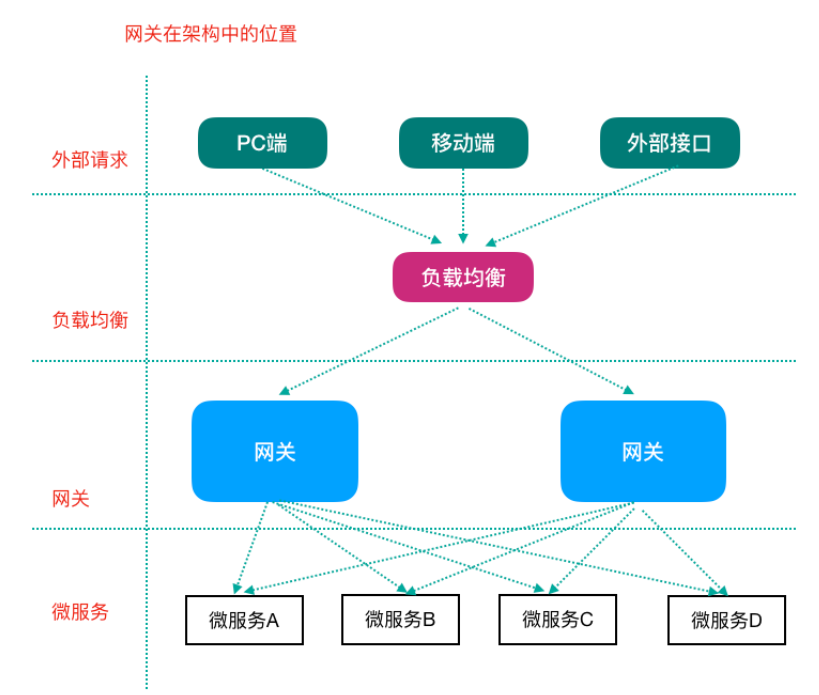 网关在架构中的位置
PC端
移动端
外部接口
外部请求
负载均衡
负载均衡
网关
网关
网关
微服务
微服务A
微服务B
微服务C
微服务D